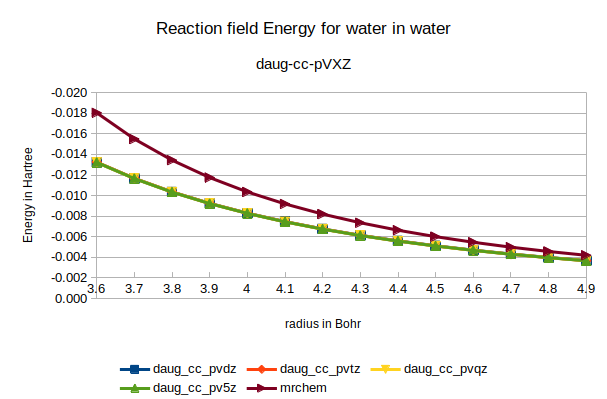 Reaction field Energy for water in water
daug-cc-pVXZ
Energy in Hartree
-0.020
-0.018
-0.016
-0.014
-0.012
-0.010
-0.008
-0.006
-0.004
-0.002
0.000
3.6 3.7 3.8 3.9 4 4.1 4.2 4.3 4.4 4.5 4.6 4.7 4.8 4.9
radius in Bohr
daug_cc_pvdz daug_cc_pvtz daug_cc_pvqz
daug_cc_pv5z mrchem